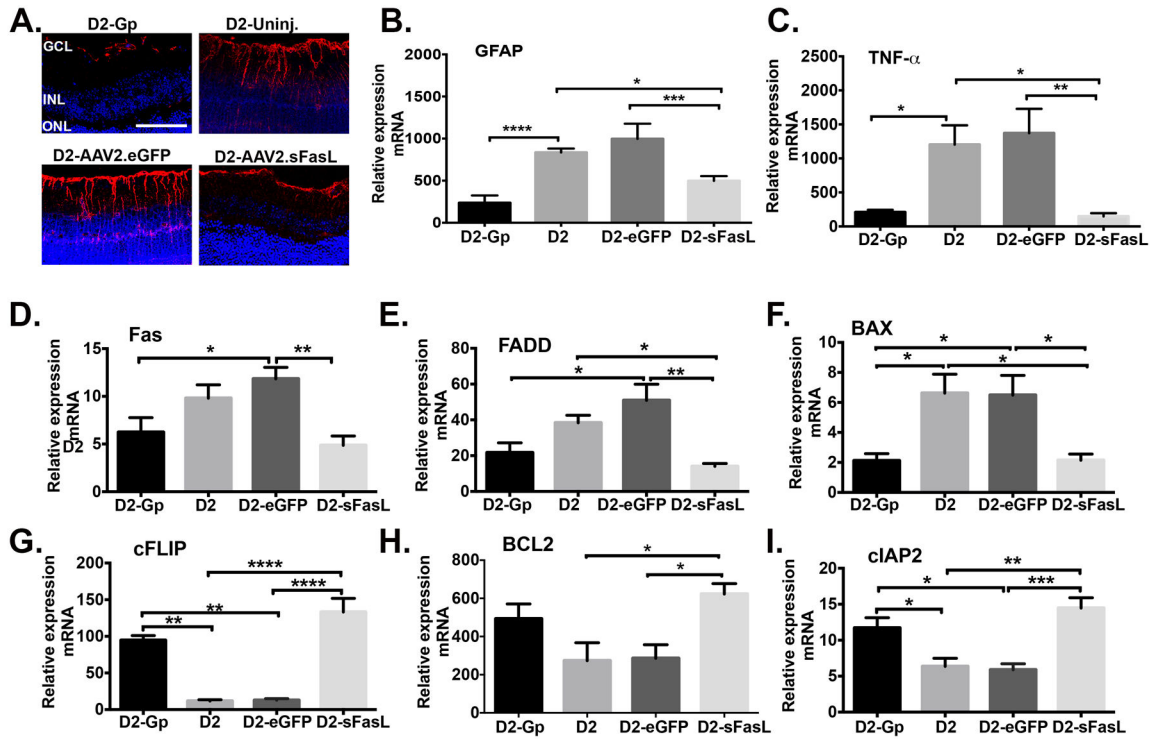 A.
D2-Gp
D2-Uninj.
GCL
INL
ONL
D2-AAV2.eGFP
D2-AAV2.sFasL
B.
GFAP
Relative expression
mRNA
2000
1500
1000
500
0
*
***
****
D2-Gp
D2
D2-eGFP
D2-sFasL
C.
TNF-α
Relative expression
mRNA
2500
2000
1500
1000
500
0
*
**
*
D2-Gp
D2
D2-eGFP
D2-sFasL
D.
Fas
Relative expression
mRNA
D2
15
10
5
0
*
**
D2-Gp
D2
D2-eGFP
D2-sFasL
E.
FADD
Relative expression
mRNA
80
60
40
20
0
*
*
**
D2-Gp
D2
D2-eGFP
D2-sFasL
F.
BAX
Relative expression
mRNA
10
8
6
4
2
0
*
*
*
*
D2-Gp
D2
D2-eGFP
D2-sFasL
G.
cFLIP
Relative expression
mRNA
200
150
100
50
0
****
****
**
**
D2-Gp
D2
D2-eGFP
D2-sFasL
H.
BCL2
Relative expression
mRNA
800
600
400
200
0
*
*
D2-Gp
D2
D2-eGFP
D2-sFasL
I.
cIAP2
Relative expression
mRNA
20
15
10
5
0
**
*
***
*
D2-Gp
D2
D2-eGFP
D2-sFasL